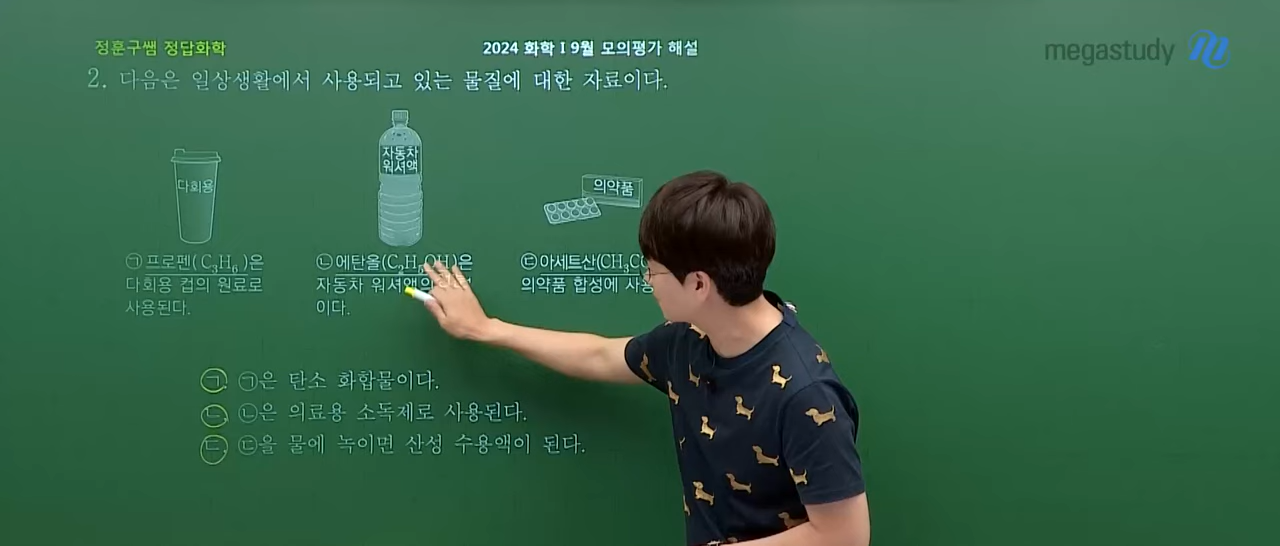 정훈구쌤 정답화학
2024 화학 I 9월 모의평가 해설
megastudy
2. 다음은 일상생활에서 사용되고 있는 물질에 대한 자료이다.
다회용
자동차
워셔액
의약품
㉠ 프로펜(C₃H₆)은
다회용 컵의 원료로
사용된다.
㉡ 에탄올(C₂H₅OH)은
자동차 워셔액의
이다.
㉢ 아세트산(CH₃C
의약품 합성에 사용
ㄱ. ㉠은 탄소 화합물이다.
ㄴ. ㉡은 의료용 소독제로 사용된다.
ㄷ. ㉢을 물에 녹이면 산성 수용액이 된다.